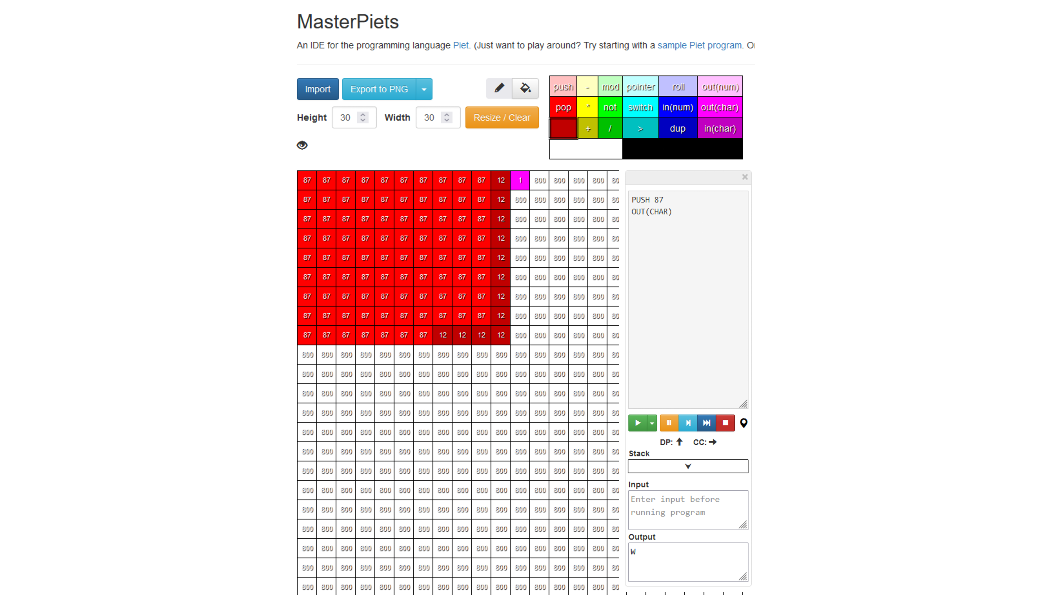 MasterPiets
An IDE for the programming language Piet. (Just want to play around? Try starting with a sample Piet program. O
Import Export to PNG
Height 30 Width 30 Resize / Clear
push - mod pointer roll out(num)
pop * not switch in(num) out(char)
+ / > dup in(char)
87 87 87 87 87 87 87 87 87 87 12 1 800 800 800 800 80
87 87 87 87 87 87 87 87 87 87 12 800 800 800 800 800 80
87 87 87 87 87 87 87 87 87 87 12 800 800 800 800 800 80
87 87 87 87 87 87 87 87 87 87 12 800 800 800 800 800 80
87 87 87 87 87 87 87 87 87 87 12 800 800 800 800 800 80
87 87 87 87 87 87 87 87 87 87 12 800 800 800 800 800 80
87 87 87 87 87 87 87 87 87 87 12 800 800 800 800 800 80
87 87 87 87 87 87 87 87 87 87 12 800 800 800 800 800 80
87 87 87 87 87 87 87 12 12 12 12 800 800 800 800 800 80
800 800 800 800 800 800 800 800 800 800 800 800 800 800 800 800 80
800 800 800 800 800 800 800 800 800 800 800 800 800 800 800 800 80
800 800 800 800 800 800 800 800 800 800 800 800 800 800 800 800 80
800 800 800 800 800 800 800 800 800 800 800 800 800 800 800 800 80
800 800 800 800 800 800 800 800 800 800 800 800 800 800 800 800 80
800 800 800 800 800 800 800 800 800 800 800 800 800 800 800 800 80
800 800 800 800 800 800 800 800 800 800 800 800 800 800 800 800 80
800 800 800 800 800 800 800 800 800 800 800 800 800 800 800 800 80
800 800 800 800 800 800 800 800 800 800 800 800 800 800 800 800 80
800 800 800 800 800 800 800 800 800 800 800 800 800 800 800 800 80
800 800 800 800 800 800 800 800 800 800 800 800 800 800 800 800 80
800 800 800 800 800 800 800 800 800 800 800 800 800 800 800 800 80
800 800 800 800 800 800 800 800 800 800 800 800 800 800 800 800 80
PUSH 87
OUT(CHAR)
DP: CC:
Stack
Input
Enter input before
running program
Output
W